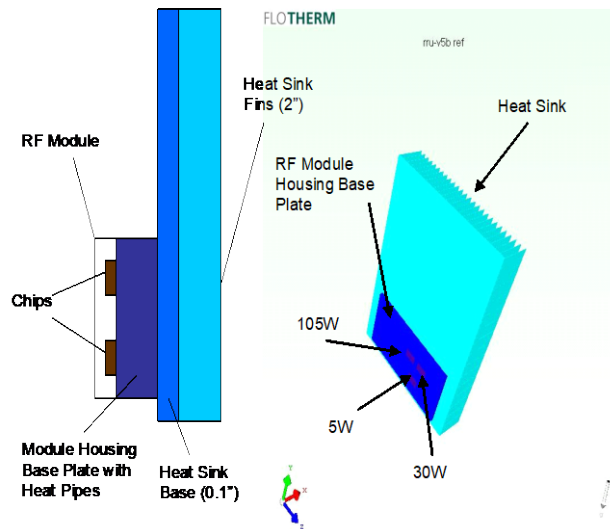 FLOTHERM
rru-v5b ref
Heat Sink
Fins (2”)
RF Module
Heat Sink
RF Module
Housing Base
Plate
Chips
105W
5W
30W
Module Housing
Base Plate with
Heat Pipes
Heat Sink
Base (0.1”)
Y
X
Z